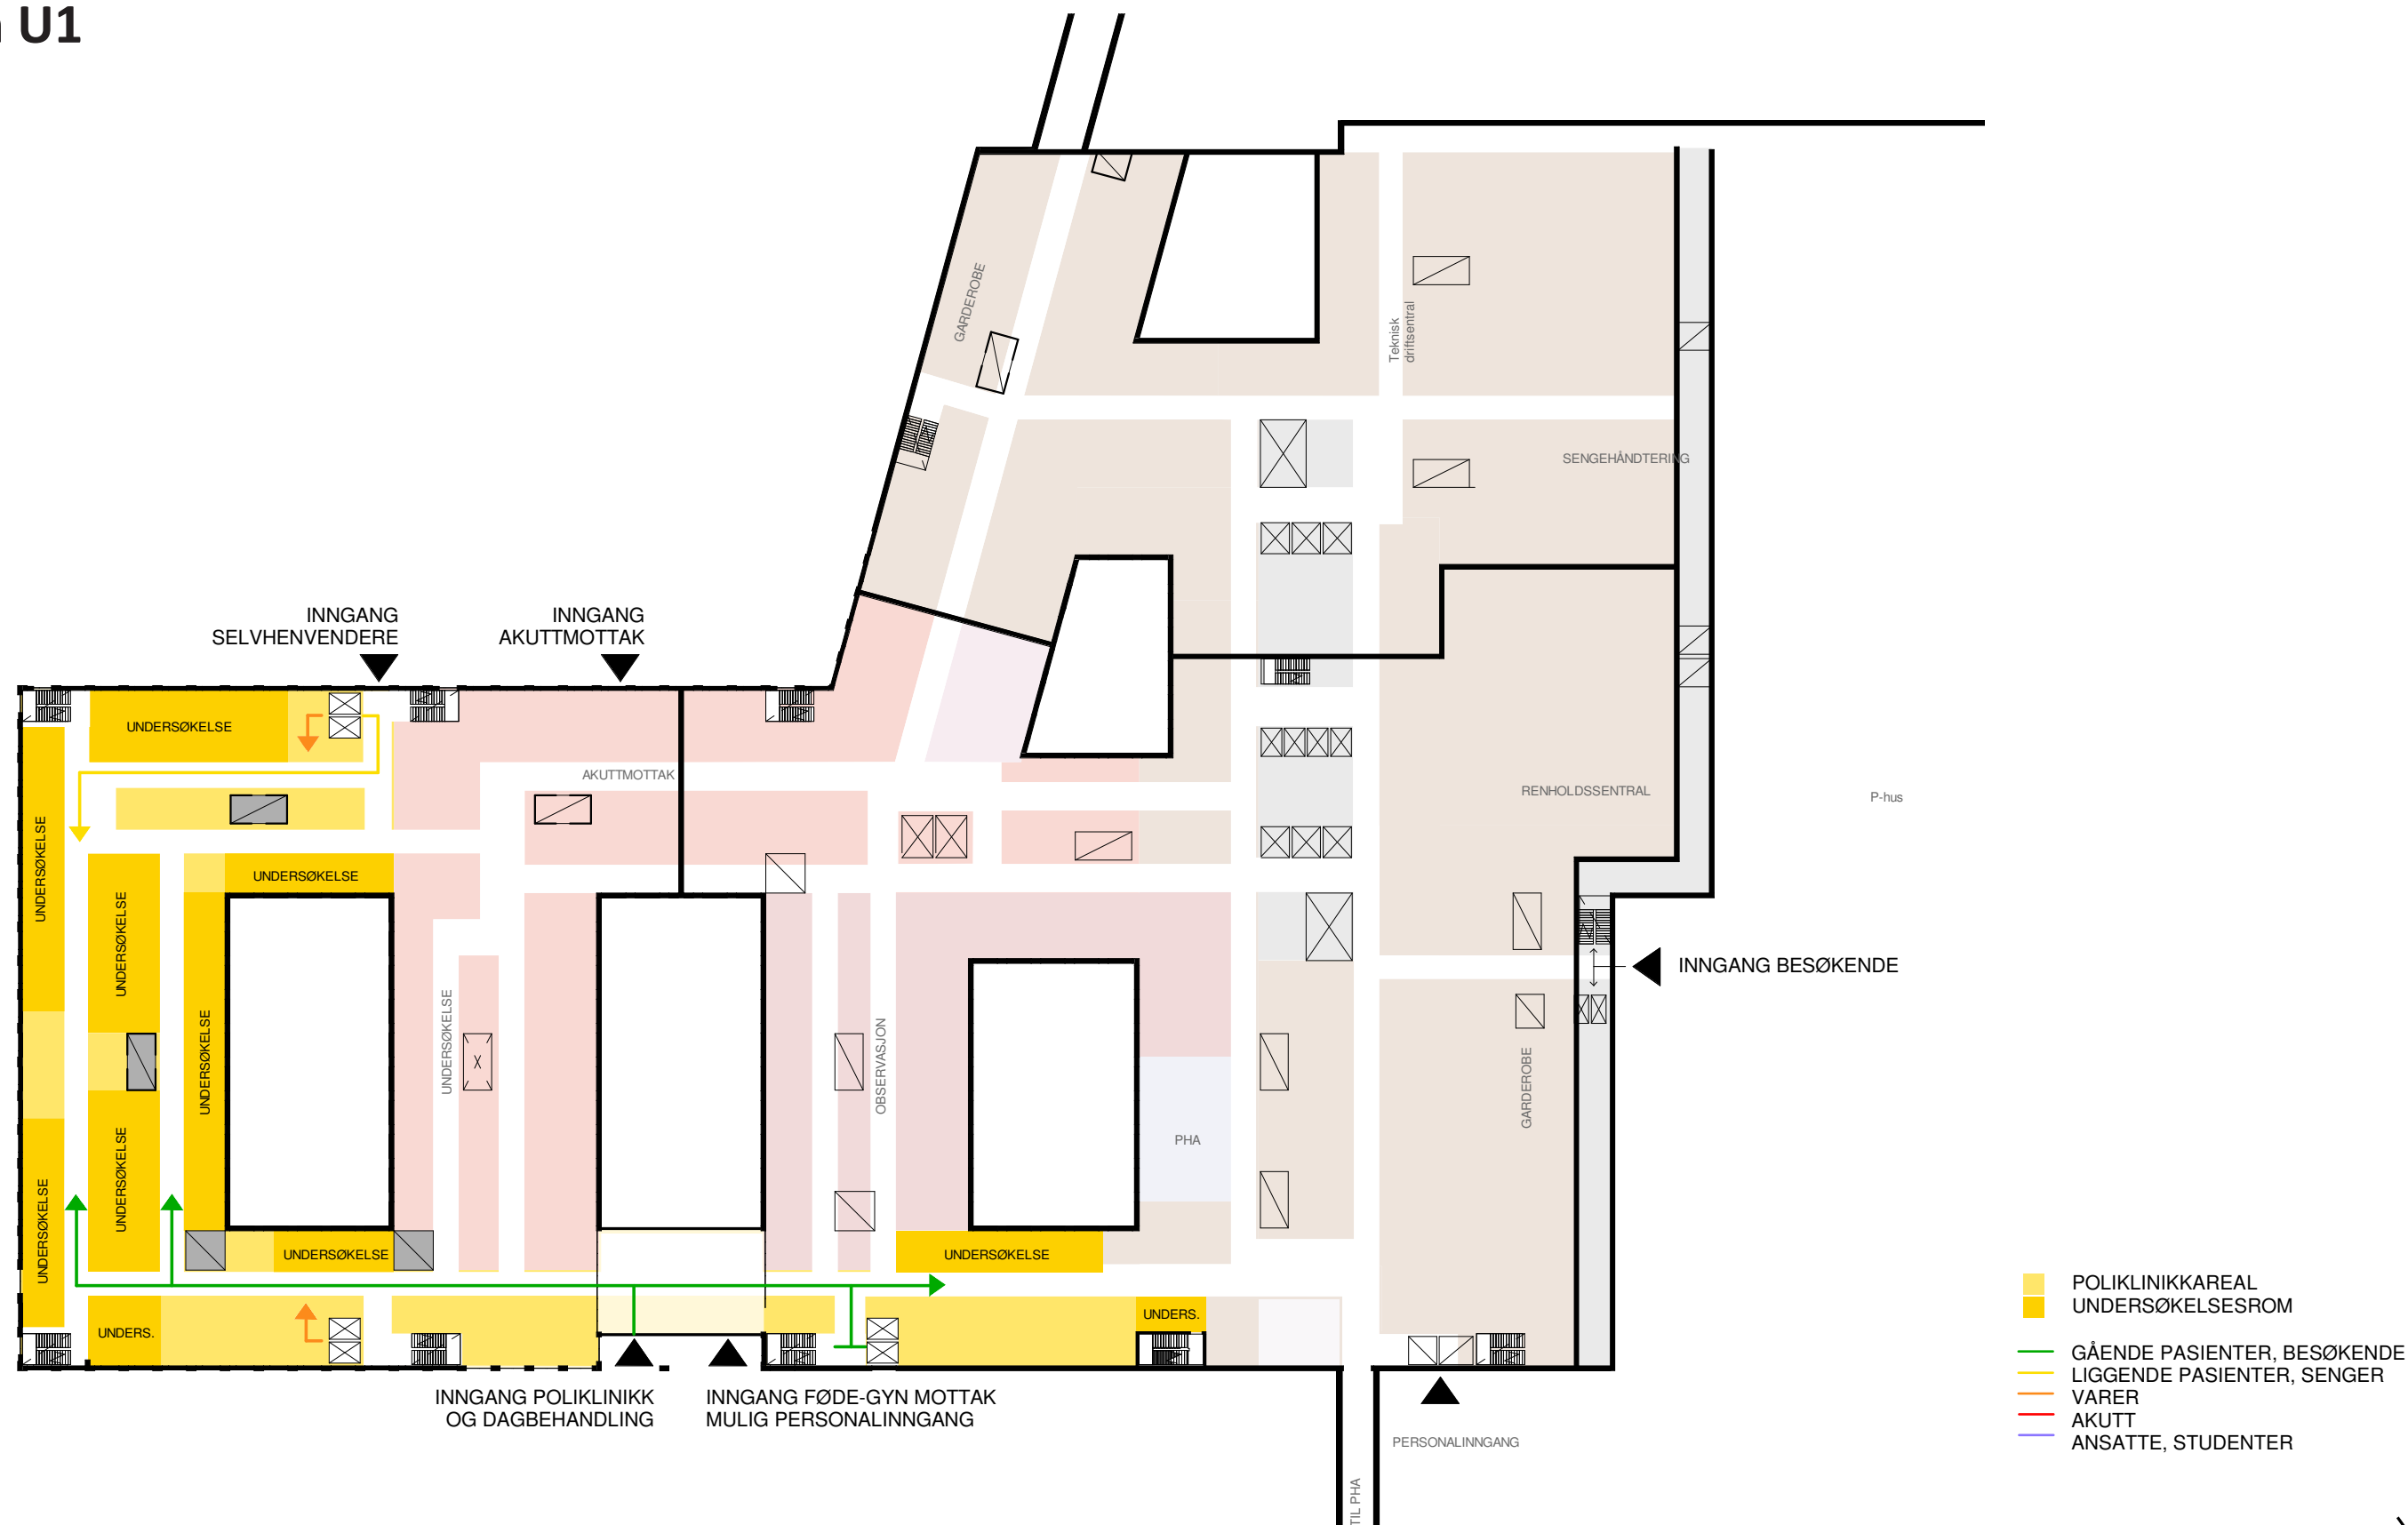 U1
GARDEROBE
Teknisk
driftsentral
SENGEHÅNDTERING
INNGANG
SELVHENVENDERE
INNGANG
AKUTTMOTTAK
UNDERSØKELSE
AKUTTMOTTAK
RENHOLDSSENTRAL
P-hus
UNDERSØKELSE
UNDERSØKELSE
UNDERSØKELSE
UNDERSØKELSE
UNDERSØKELSE
OBSERVASJON
INNGANG BESØKENDE
GARDEROBE
PHA
UNDERSØKELSE
UNDERSØKELSE
UNDERSØKELSE
UNDERSØKELSE
UNDERSØKELSE
UNDERS.
UNDERS.
POLIKLINIKKAREAL
UNDERSØKELSESROM
GÅENDE PASIENTER, BESØKENDE
LIGGENDE PASIENTER, SENGER
VARER
AKUTT
ANSATTE, STUDENTER
INNGANG POLIKLINIKK
OG DAGBEHANDLING
INNGANG FØDE-GYN MOTTAK
MULIG PERSONALINNGANG
PERSONALINNGANG
TIL PHA